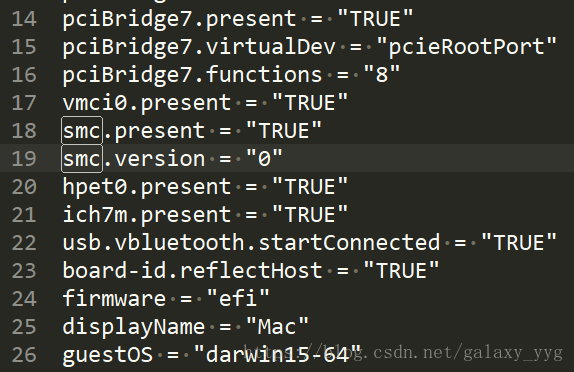 14 pciBridge7.present = "TRUE"
15 pciBridge7.virtualDev = "pcieRootPort"
16 pciBridge7.functions = "8"
17 vmci0.present = "TRUE"
18 smc.present = "TRUE"
19 smc.version = "0"
20 hpet0.present = "TRUE"
21 ich7m.present = "TRUE"
22 usb.vbluetooth.startConnected = "TRUE"
23 board-id.reflectHost = "TRUE"
24 firmware = "efi"
25 displayName = "Mac"
26 guestOS = "darwin15-64"
https://blog.csdn.net/galaxy_yyg